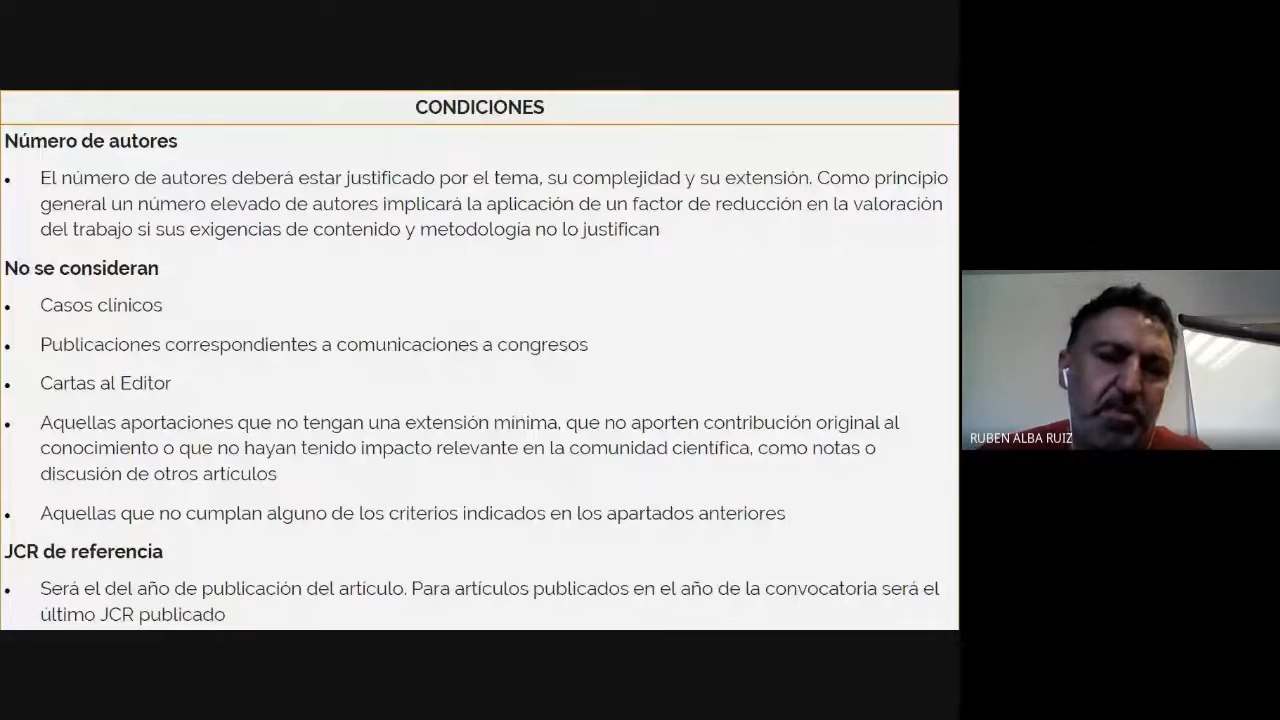 CONDICIONES
Número de autores
• El número de autores deberá estar justificado por el tema, su complejidad y su extensión. Como principio
general un número elevado de autores implicará la aplicación de un factor de reducción en la valoración
del trabajo si sus exigencias de contenido y metodología no lo justifican
No se consideran
• Casos clínicos
• Publicaciones correspondientes a comunicaciones a congresos
• Cartas al Editor
• Aquellas aportaciones que no tengan una extensión mínima, que no aporten contribución original al
conocimiento o que no hayan tenido impacto relevante en la comunidad científica, como notas o
discusión de otros artículos
• Aquellas que no cumplan alguno de los criterios indicados en los apartados anteriores
JCR de referencia
• Será el del año de publicación del artículo. Para artículos publicados en el año de la convocatoria será el
último JCR publicado
RUBEN ALBA RUIZ